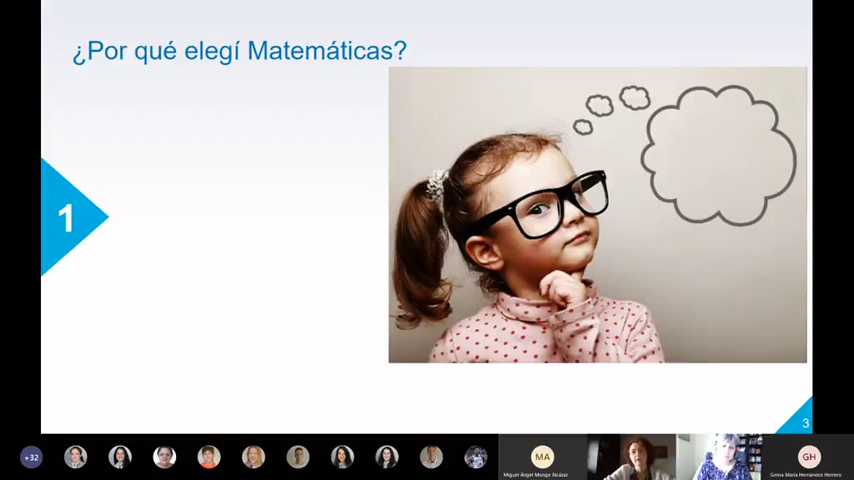 ¿Por qué elegí Matemáticas?
1
3
+32
MA
GH
Miguel Ángel Monge Alcázar
Gema María Hernández Herrero